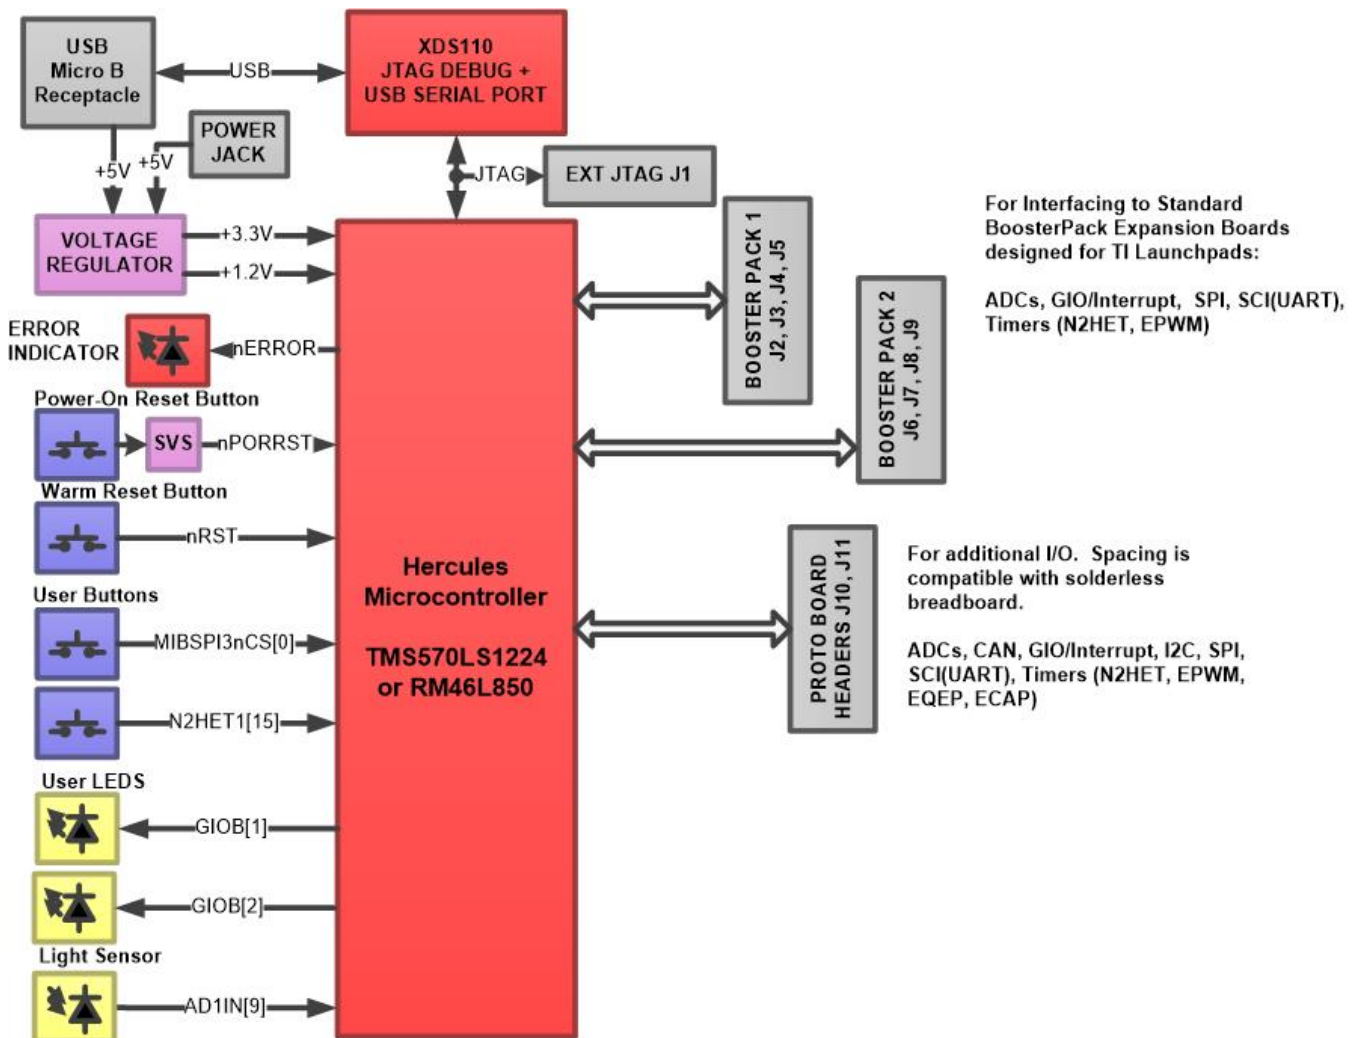 USB
Micro B
Receptacle
USB
XDS110
JTAG DEBUG +
USB SERIAL PORT
POWER
JACK
+5V
+5V
JTAG
EXT JTAG J1
VOLTAGE
REGULATOR
+3.3V
+1.2V
BOOSTER PACK 1
J2, J3, J4, J5
For Interfacing to Standard
BoosterPack Expansion Boards
designed for TI Launchpads:
ADCs, GIO/Interrupt, SPI, SCI(UART),
Timers (N2HET, EPWM)
BOOSTER PACK 2
J6, J7, J8, J9
ERROR
INDICATOR
nERROR
Power-On Reset Button
SVS
nPORRST
Warm Reset Button
nRST
Hercules
Microcontroller
TMS570LS1224
or RM46L850
User Buttons
MIBSPI3nCS[0]
N2HET1[15]
PROTO BOARD
HEADERS J10, J11
For additional I/O. Spacing is
compatible with solderless
breadboard.
ADCs, CAN, GIO/Interrupt, I2C, SPI,
SCI(UART), Timers (N2HET, EPWM,
EQEP, ECAP)
User LEDS
GIOB[1]
GIOB[2]
Light Sensor
AD1IN[9]